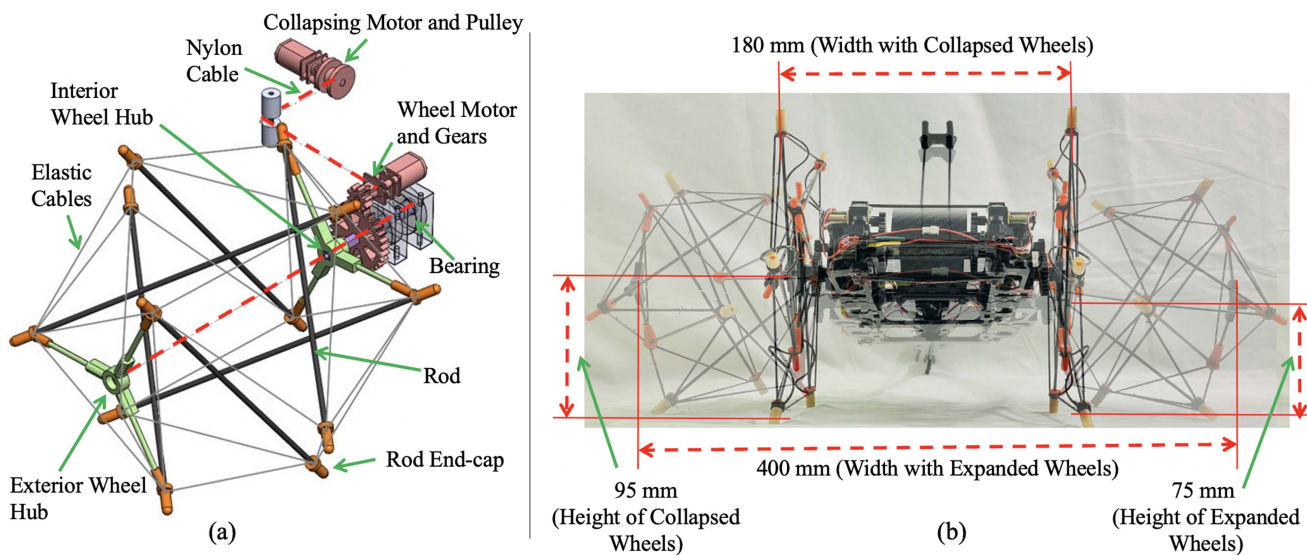 Collapsing Motor and Pulley
Nylon
Cable
Interior
Wheel Hub
Wheel Motor
and Gears
Elastic
Cables
Bearing
Rod
Rod End-cap
Exterior Wheel
Hub
(a)
180 mm (Width with Collapsed Wheels)
400 mm (Width with Expanded Wheels)
95 mm
(Height of Collapsed
Wheels)
(b)
75 mm
(Height of Expanded
Wheels)